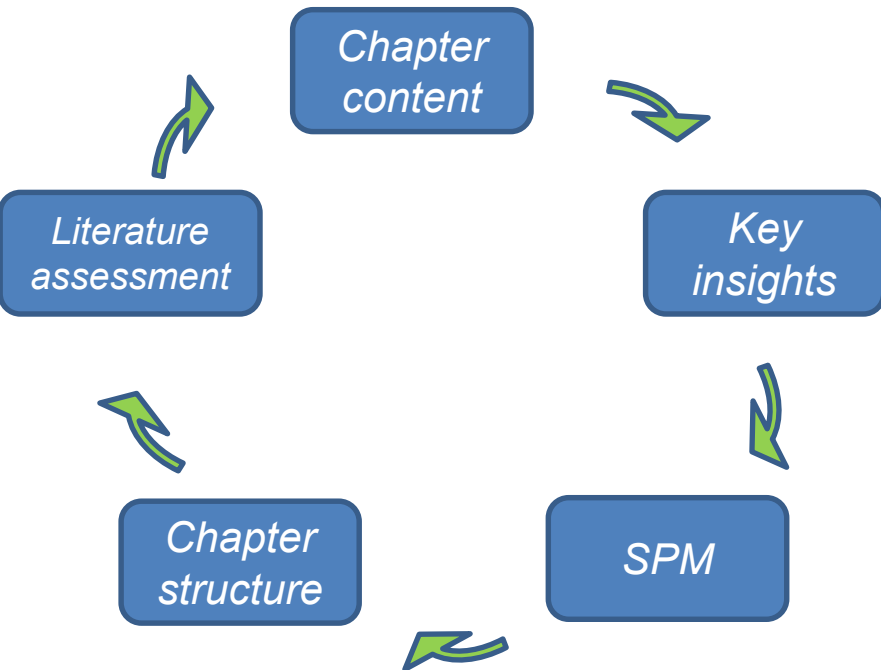 Chapter
content
Literature
assessment
Key
insights
Chapter
structure
SPM